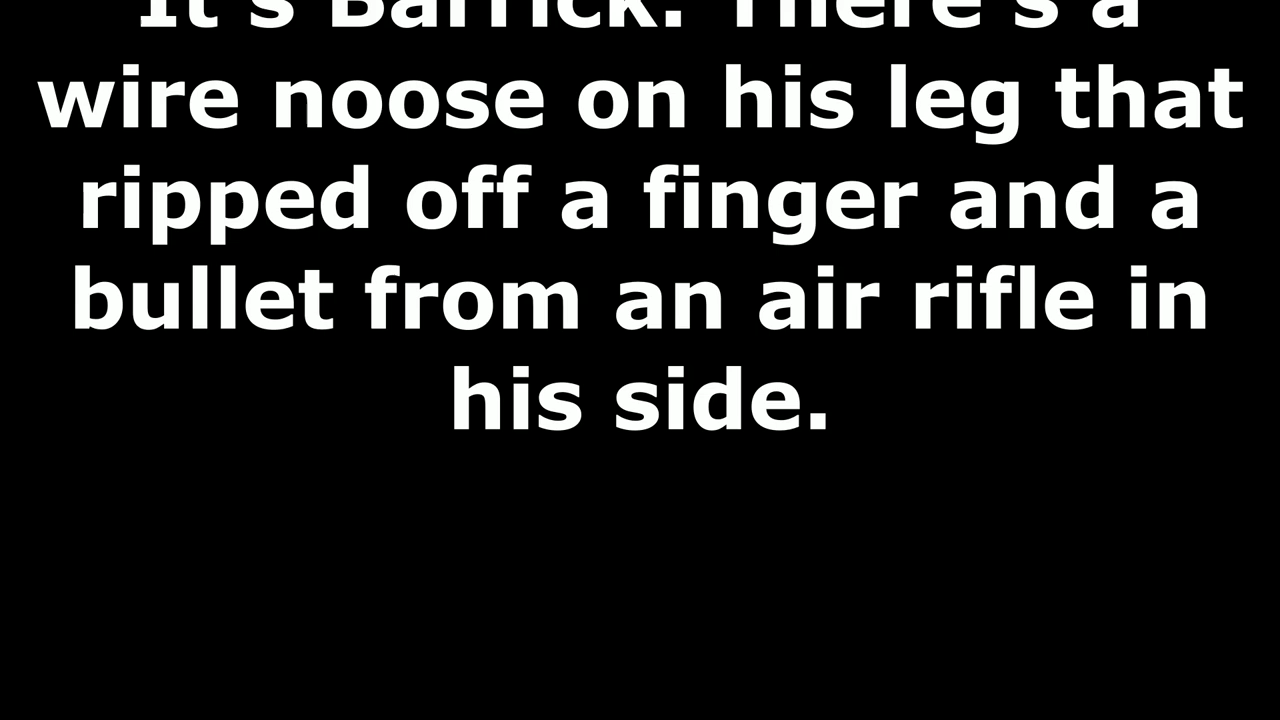 It's Barrick. There's a
wire noose on his leg that
ripped off a finger and a
bullet from an air rifle in
his side.